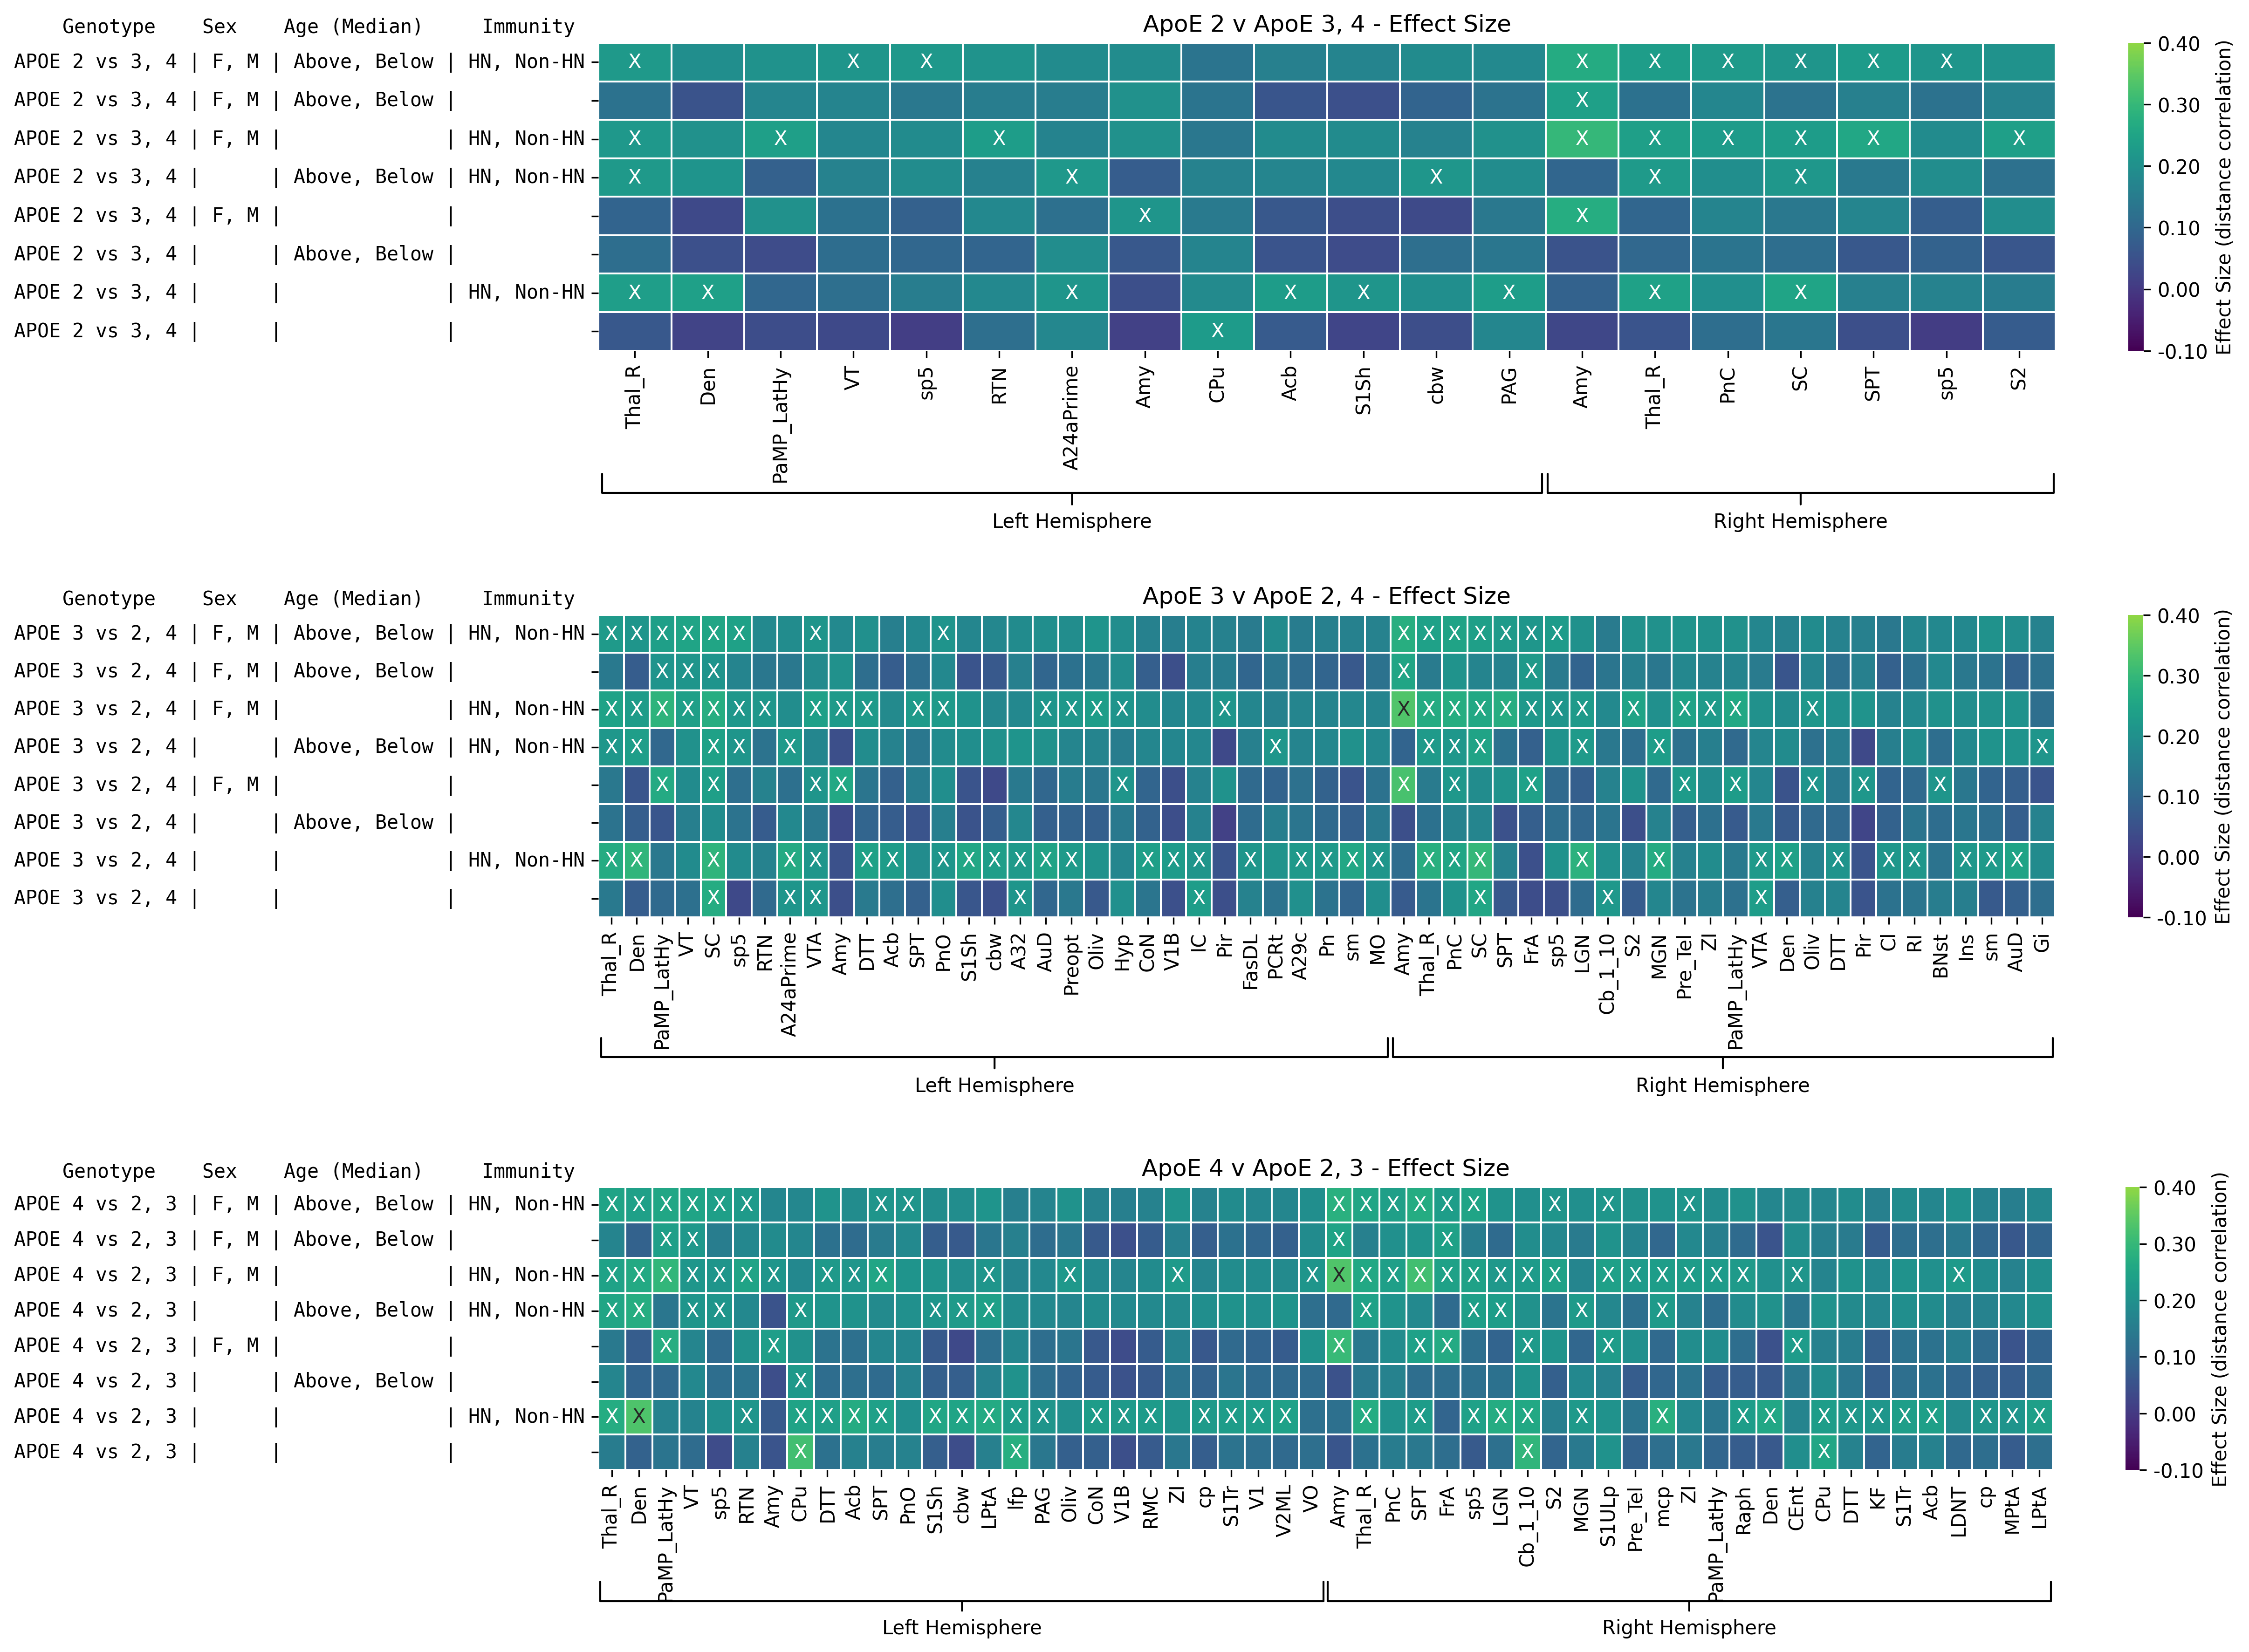 ApoE 2 v ApoE 3, 4 - Effect Size
Genotype Sex Age (Median) Immunity
APOE 2 vs 3, 4 | F, M | Above, Below | HN, Non-HN X X X X X X X X X
APOE 2 vs 3, 4 | F, M | Above, Below | X
APOE 2 vs 3, 4 | F, M | | HN, Non-HN X X X X X X X X X
APOE 2 vs 3, 4 | | Above, Below | HN, Non-HN X X X X X
APOE 2 vs 3, 4 | F, M | | X X
APOE 2 vs 3, 4 | | Above, Below |
APOE 2 vs 3, 4 | | | HN, Non-HN X X X X X X X X
APOE 2 vs 3, 4 | | | X
Thal_R Den PaMP_LatHy VT sp5 RTN A24aPrime Amy CPu Acb S1Sh cbw PAG Amy Thal_R PnC SC SPT sp5 S2
Left Hemisphere Right Hemisphere
0.40
0.30
0.20
0.10
0.00
-0.10
Effect Size (distance correlation)
ApoE 3 v ApoE 2, 4 - Effect Size
Genotype Sex Age (Median) Immunity
APOE 3 vs 2, 4 | F, M | Above, Below | HN, Non-HN X X X X X X X X X X X X X X X
APOE 3 vs 2, 4 | F, M | Above, Below | X X X X X
APOE 3 vs 2, 4 | F, M | | HN, Non-HN X X X X X X X X X X X X X X X X X X X X X X X X X X X X X X
APOE 3 vs 2, 4 | | Above, Below | HN, Non-HN X X X X X X X X X X X X
APOE 3 vs 2, 4 | F, M | | X X X X X X X X X X X X X
APOE 3 vs 2, 4 | | Above, Below |
APOE 3 vs 2, 4 | | | HN, Non-HN X X X X X X X X X X X X X X X X X X X X X X X X X X X X X X X X X X
APOE 3 vs 2, 4 | | | X X X X X X X X
Thal_R Den PaMP_LatHy VT SC sp5 RTN A24aPrime VTA Amy DTT Acb SPT PnO S1Sh cbw A32 AuD Preopt Oliv Hyp CoN V1B IC Pir FasDL PCRt A29c Pn sm MO Amy Thal_R PnC SC SPT FrA sp5 LGN Cb_1_10 S2 MGN Pre_Tel ZI PaMP_LatHy VTA Den Oliv DTT Pir Cl RI BNst Ins sm AuD Gi
Left Hemisphere Right Hemisphere
0.40
0.30
0.20
0.10
0.00
-0.10
Effect Size (distance correlation)
ApoE 4 v ApoE 2, 3 - Effect Size
Genotype Sex Age (Median) Immunity
APOE 4 vs 2, 3 | F, M | Above, Below | HN, Non-HN X X X X X X X X X X X X X X X X X
APOE 4 vs 2, 3 | F, M | Above, Below | X X X X
APOE 4 vs 2, 3 | F, M | | HN, Non-HN X X X X X X X X X X X X X X X X X X X X X X X X X X X X X X X
APOE 4 vs 2, 3 | | Above, Below | HN, Non-HN X X X X X X X X X X X X X
APOE 4 vs 2, 3 | F, M | | X X X X X X X X
APOE 4 vs 2, 3 | | Above, Below | X
APOE 4 vs 2, 3 | | | HN, Non-HN X X X X X X X X X X X X X X X X X X X X X X X X X X X X X X X X X X X X X X X
APOE 4 vs 2, 3 | | | X X X X
Thal_R Den PaMP_LatHy VT sp5 RTN Amy CPu DTT Acb SPT PnO S1Sh cbw LPtA lfp PAG Oliv CoN V1B RMC ZI cp S1Tr V1 V2ML VO Amy Thal_R PnC SPT FrA sp5 LGN Cb_1_10 S2 MGN S1ULp Pre_Tel mcp ZI PaMP_LatHy Raph Den CEnt CPu DTT KF S1Tr Acb LDNT cp MPtA LPtA
Left Hemisphere Right Hemisphere
0.40
0.30
0.20
0.10
0.00
-0.10
Effect Size (distance correlation)